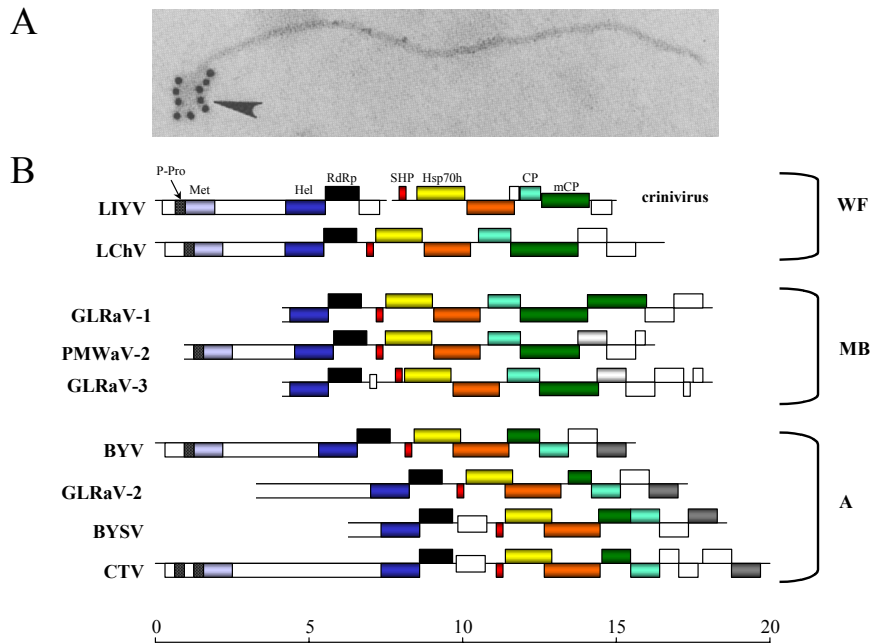 A
B
P-Pro
Met
Hel
RdRp
SHP
Hsp70h
CP
mCP
LIYV
crinivirus
WF
LChV
GLRaV-1
PMWaV-2
MB
GLRaV-3
BYV
GLRaV-2
A
BYSV
CTV
0 5 10 15 20